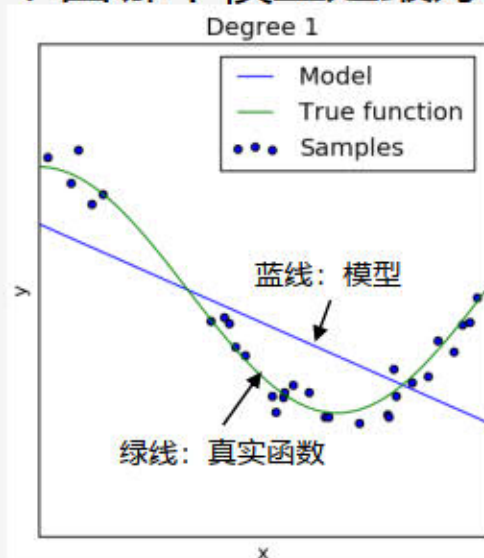 Degree 1
Model
True function
Samples
蓝线：模型
y
绿线：真实函数
x